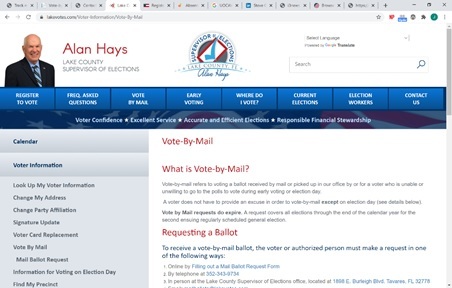 lakevotes.com/Voter-Information/Vote-By-Mail
Alan Hays
LAKE COUNTY
SUPERVISOR OF ELECTIONS
SUPERVISOR of ELECTIONS
LAKE COUNTY, FL
Alan Hays
Select Language
Translate
Search
REGISTER TO VOTE
FREQ. ASKED QUESTIONS
VOTE BY MAIL
EARLY VOTING
WHERE DO I VOTE?
CURRENT ELECTIONS
ELECTION WORKERS
CONTACT US
Voter Confidence ★ Excellent Service ★ Accurate and Efficient Elections ★ Responsible Financial Stewardship
Calendar
Voter Information
Look Up My Voter Information
Change My Address
Change Party Affiliation
Signature Update
Voter Card Replacement
Vote By Mail
Mail Ballot Request
Information for Voting on Election Day
Find My Precinct
Vote-By-Mail
What is Vote-by-Mail?
Vote-by-mail refers to voting a ballot received by mail or picked up in our office by or for a voter who is unable or
unwilling to go to the polls to vote during early voting or election day.
A voter does not have to provide an excuse in order to vote-by-mail except on election day (see details below).
Vote by Mail requests do expire. A request covers all elections through the end of the calendar year for the
second ensuing regularly scheduled general election.
Requesting a Ballot
To receive a vote-by-mail ballot, the voter or authorized person must make a request in
one of the following ways:
Online by Filling out a Mail Ballot Request Form
By telephone at 352-343-9734
In person at the Lake County Supervisor of Elections office, located at 1898 E. Burleigh Blvd. Tavares, FL 32778